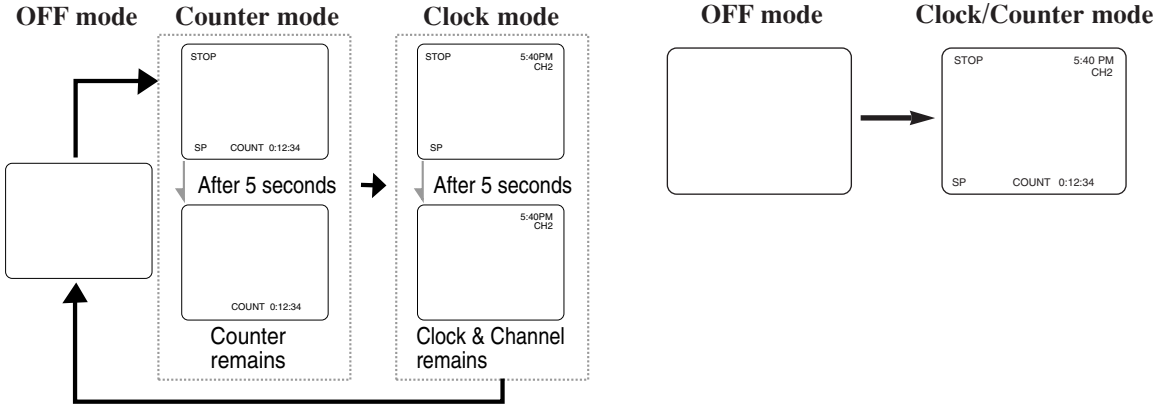 OFF mode
Counter mode
Clock mode
STOP
SP COUNT 0:12:34
After 5 seconds
COUNT 0:12:34
Counter
remains
STOP 5:40PM
CH2
SP
After 5 seconds
5:40PM
CH2
Clock & Channel
remains
OFF mode
Clock/Counter mode
STOP 5:40 PM
CH2
SP COUNT 0:12:34